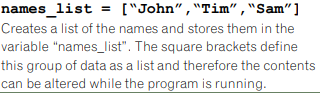 names_list = [“John”,“Tim”,“Sam”]
Creates a list of the names and stores them in the
variable “names_list”. The square brackets define
this group of data as a list and therefore the contents
can be altered while the program is running.